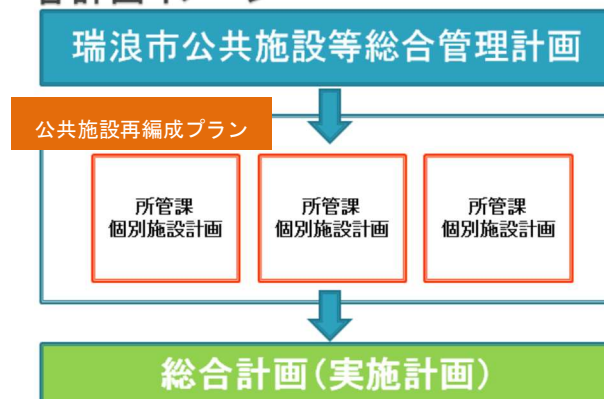 瑞浪市公共施設等総合管理計画
公共施設再編成プラン
所管課
個別施設計画
所管課
個別施設計画
所管課
個別施設計画
総合計画(実施計画)